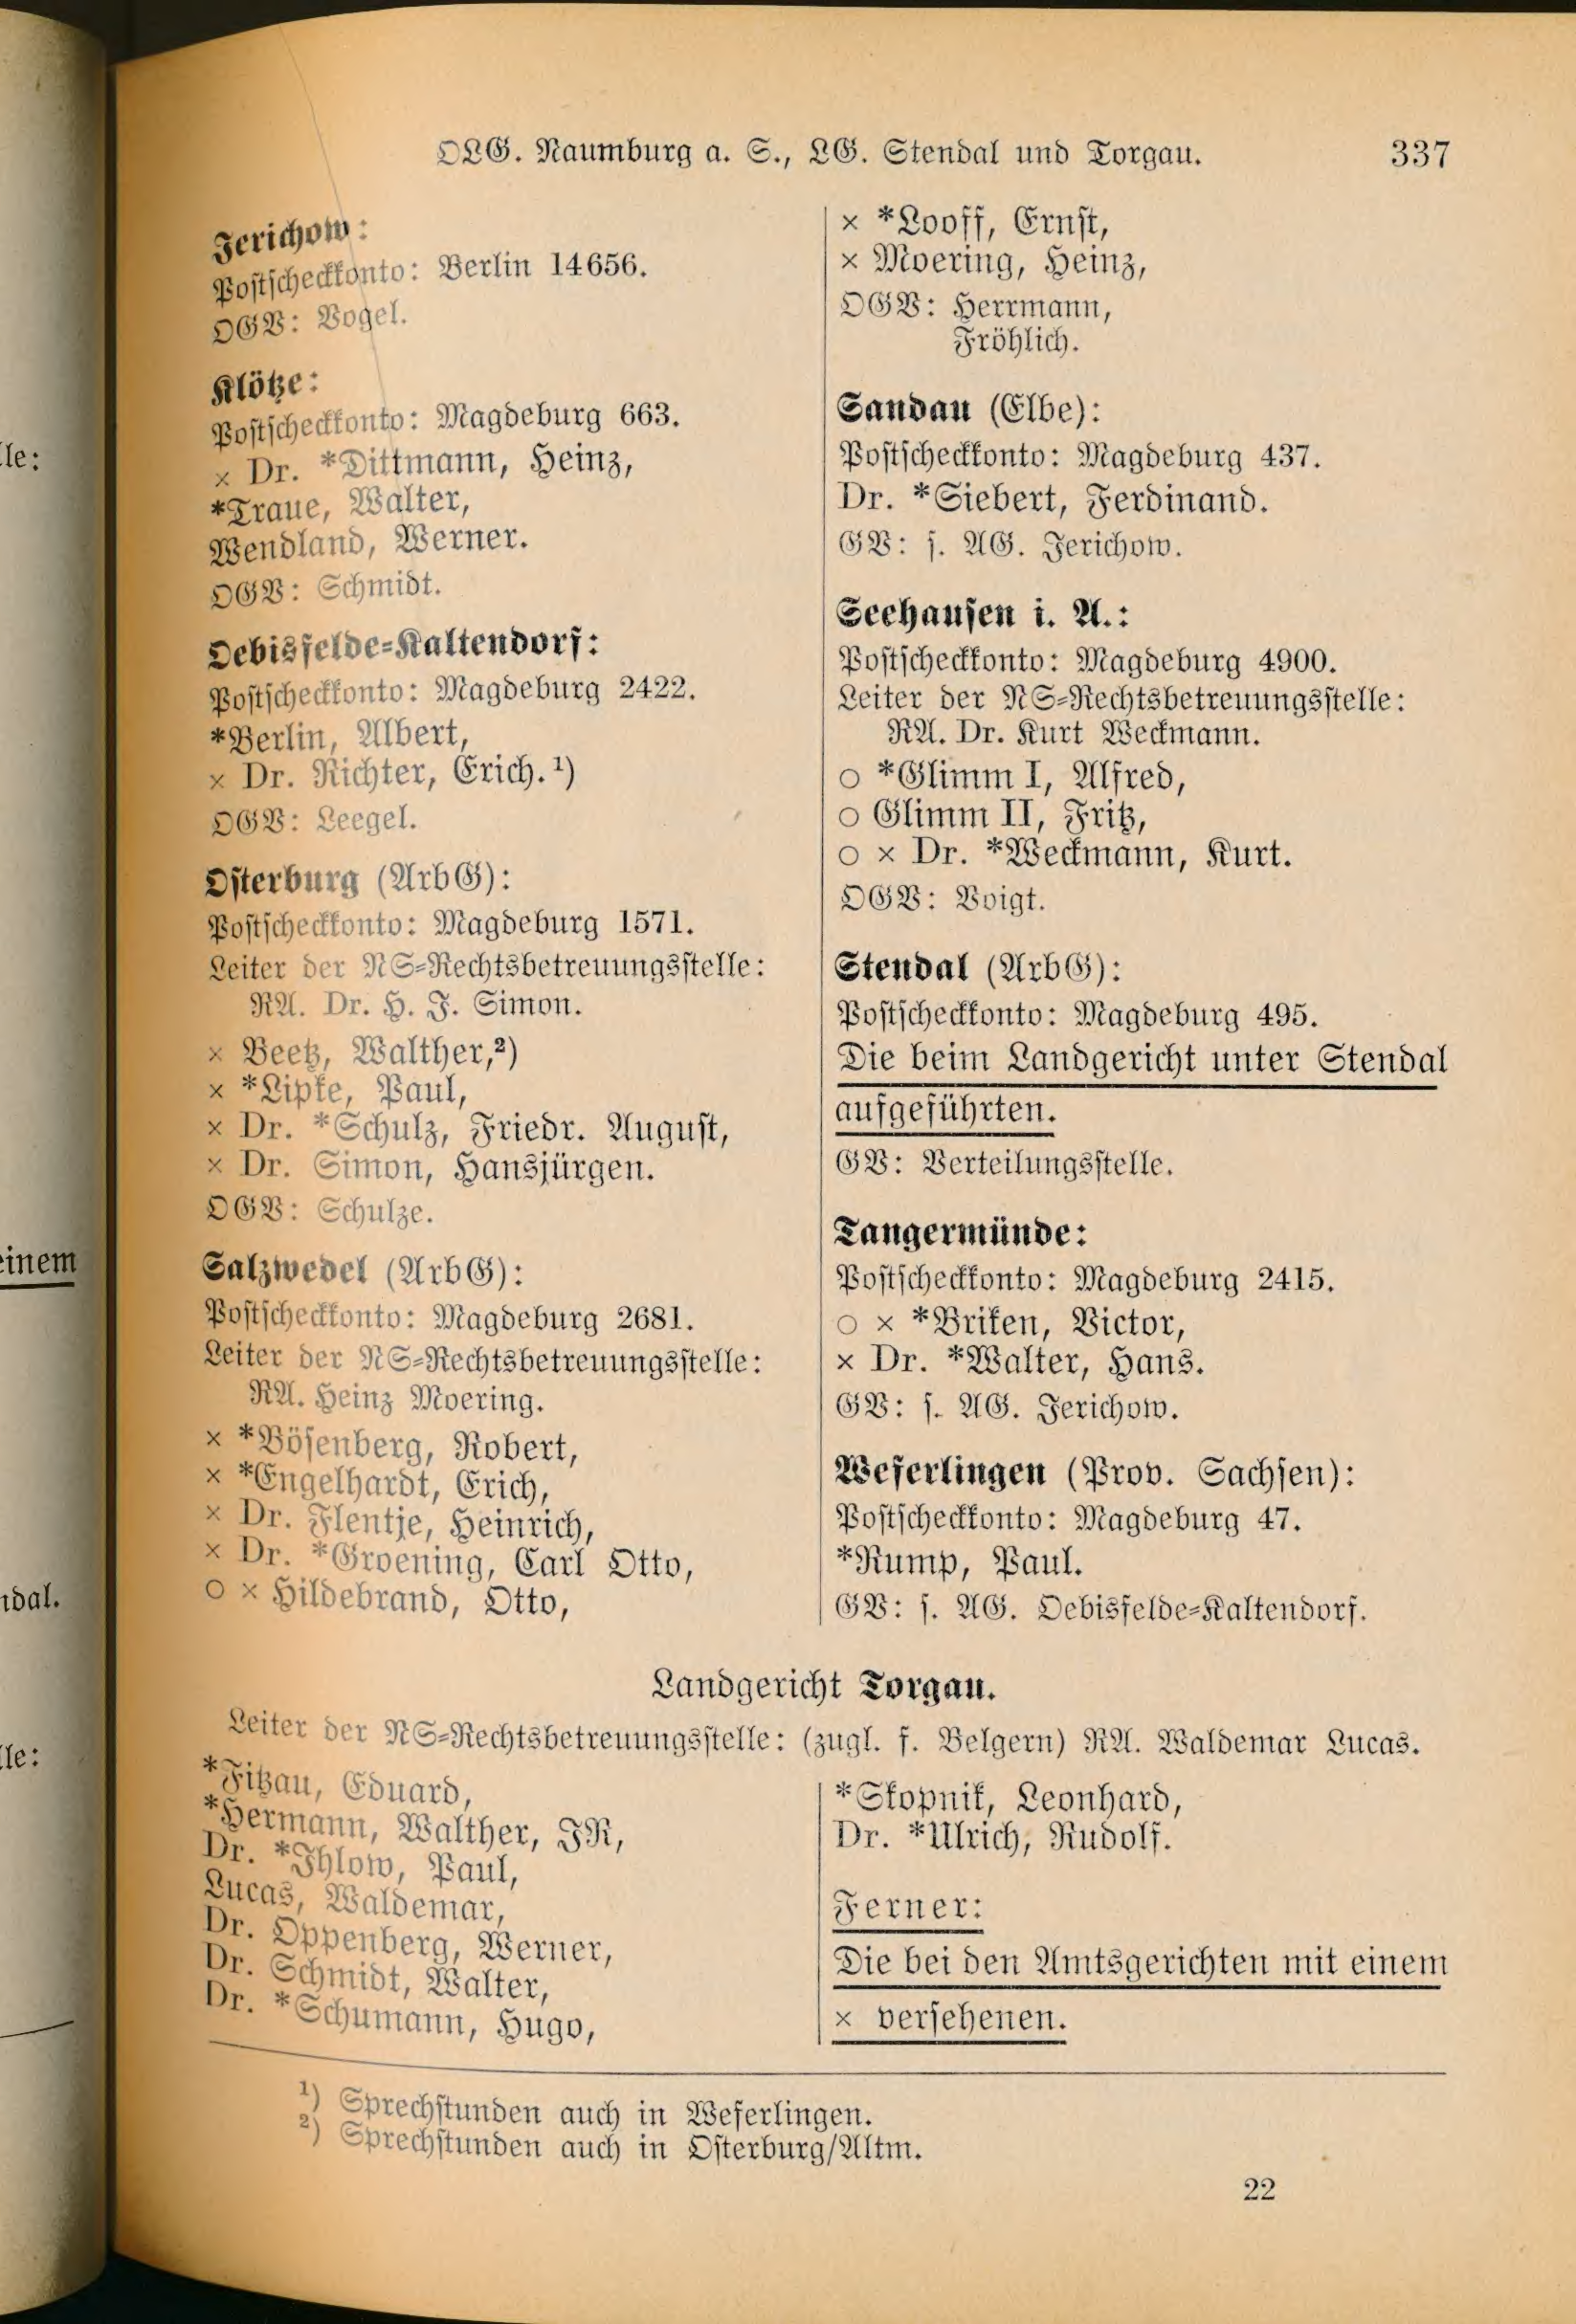 OLG. Naumburg a. S., LG. Stendal und Torgau. 337
Jerichow:
Postscheckkonto: Berlin 14656.
OGV: Vogel.
Klötze:
Postscheckkonto: Magdeburg 663.
× Dr. *Dittmann, Heinz,
*Traue, Walter,
Wendland, Werner.
OGV: Schmidt.
Oebisfelde-Kaltendorf:
Postscheckkonto: Magdeburg 2422.
*Berlin, Albert,
× Dr. Richter, Erich.¹)
OGV: Leegel.
Osterburg (ArbG):
Postscheckkonto: Magdeburg 1571.
Leiter der NS-Rechtsbetreuungsstelle:
RA. Dr. H. J. Simon.
× Beetz, Walther,²)
× *Lipke, Paul,
× Dr. *Schulz, Friedr. August,
× Dr. Simon, Hansjürgen.
OGV: Schulze.
Salzwedel (ArbG):
Postscheckkonto: Magdeburg 2681.
Leiter der NS-Rechtsbetreuungsstelle:
RA. Heinz Moering.
× *Bösenberg, Robert,
× *Engelhardt, Erich,
× Dr. Flentje, Heinrich,
× Dr. *Groening, Carl Otto,
○ × Hildebrand, Otto,
× *Looff, Ernst,
× Moering, Heinz,
OGV: Herrmann,
Fröhlich.
Sandau (Elbe):
Postscheckkonto: Magdeburg 437.
Dr. *Siebert, Ferdinand.
GV: s. AG. Jerichow.
Seehausen i. A.:
Postscheckkonto: Magdeburg 4900.
Leiter der NS-Rechtsbetreuungsstelle:
RA. Dr. Kurt Weckmann.
○ *Glimm I, Alfred,
○ Glimm II, Fritz,
○ × Dr. *Weckmann, Kurt.
OGV: Voigt.
Stendal (ArbG):
Postscheckkonto: Magdeburg 495.
Die beim Landgericht unter Stendal
aufgeführten.
GV: Verteilungsstelle.
Tangermünde:
Postscheckkonto: Magdeburg 2415.
○ × *Briken, Victor,
× Dr. *Walter, Hans.
GV: s. AG. Jerichow.
Weferlingen (Prov. Sachsen):
Postscheckkonto: Magdeburg 47.
*Rump, Paul.
GV: s. AG. Oebisfelde-Kaltendorf.
Landgericht Torgau.
Leiter der NS-Rechtsbetreuungsstelle: (zugl. f. Belgern) RA. Waldemar Lucas.
*Fitzau, Eduard,
*Hermann, Walther, JR,
Dr. *Ihlow, Paul,
Lucas, Waldemar,
Dr. Oppenberg, Werner,
Dr. Schmidt, Walter,
Dr. *Schumann, Hugo,
*Skopnik, Leonhard,
Dr. *Ulrich, Rudolf.
Ferner:
Die bei den Amtsgerichten mit einem
× versehenen.
¹) Sprechstunden auch in Weferlingen.
²) Sprechstunden auch in Osterburg/Altm.
22